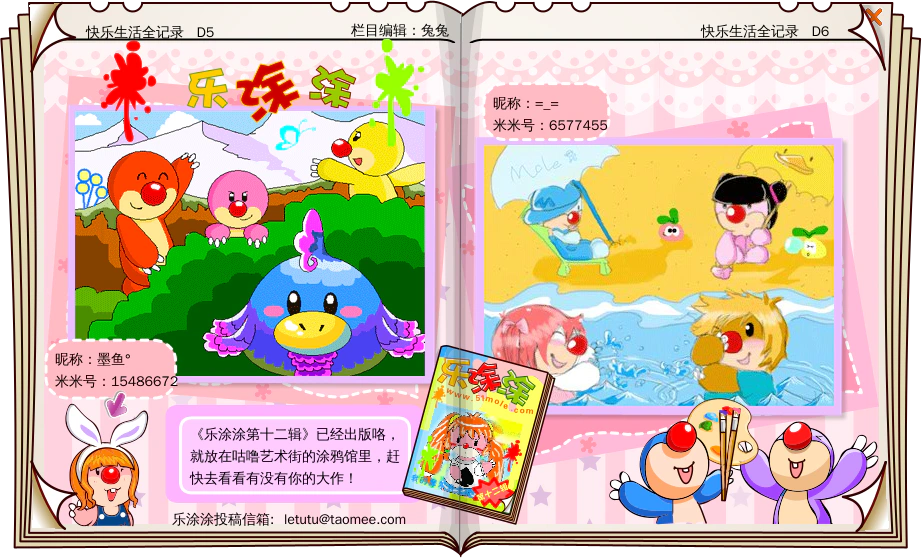 快乐生活全记录 D5
栏目编辑：兔兔
乐涂涂
昵称：墨鱼°
米米号：15486672
《乐涂涂第十二辑》已经出版咯，
就放在咕噜艺术街的涂鸦馆里，赶
快去看看有没有你的大作！
乐涂涂投稿信箱: letutu@taomee.com
乐涂涂
www.51mole.com
快乐生活全记录 D6
昵称：=_=
米米号：6577455
Mole